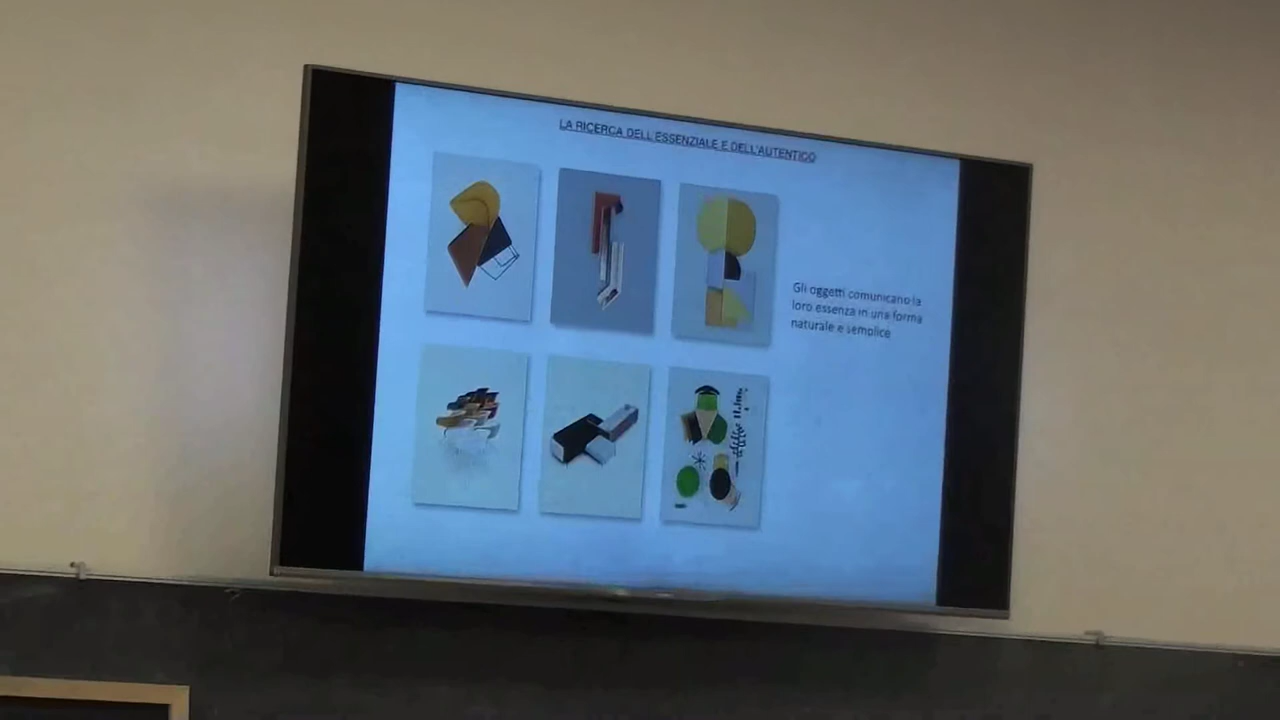 LA RICERCA DELL'ESSENZIALE E DELL'AUTENTICO
Gli oggetti comunicano la
loro essenza in una forma
naturale e semplice